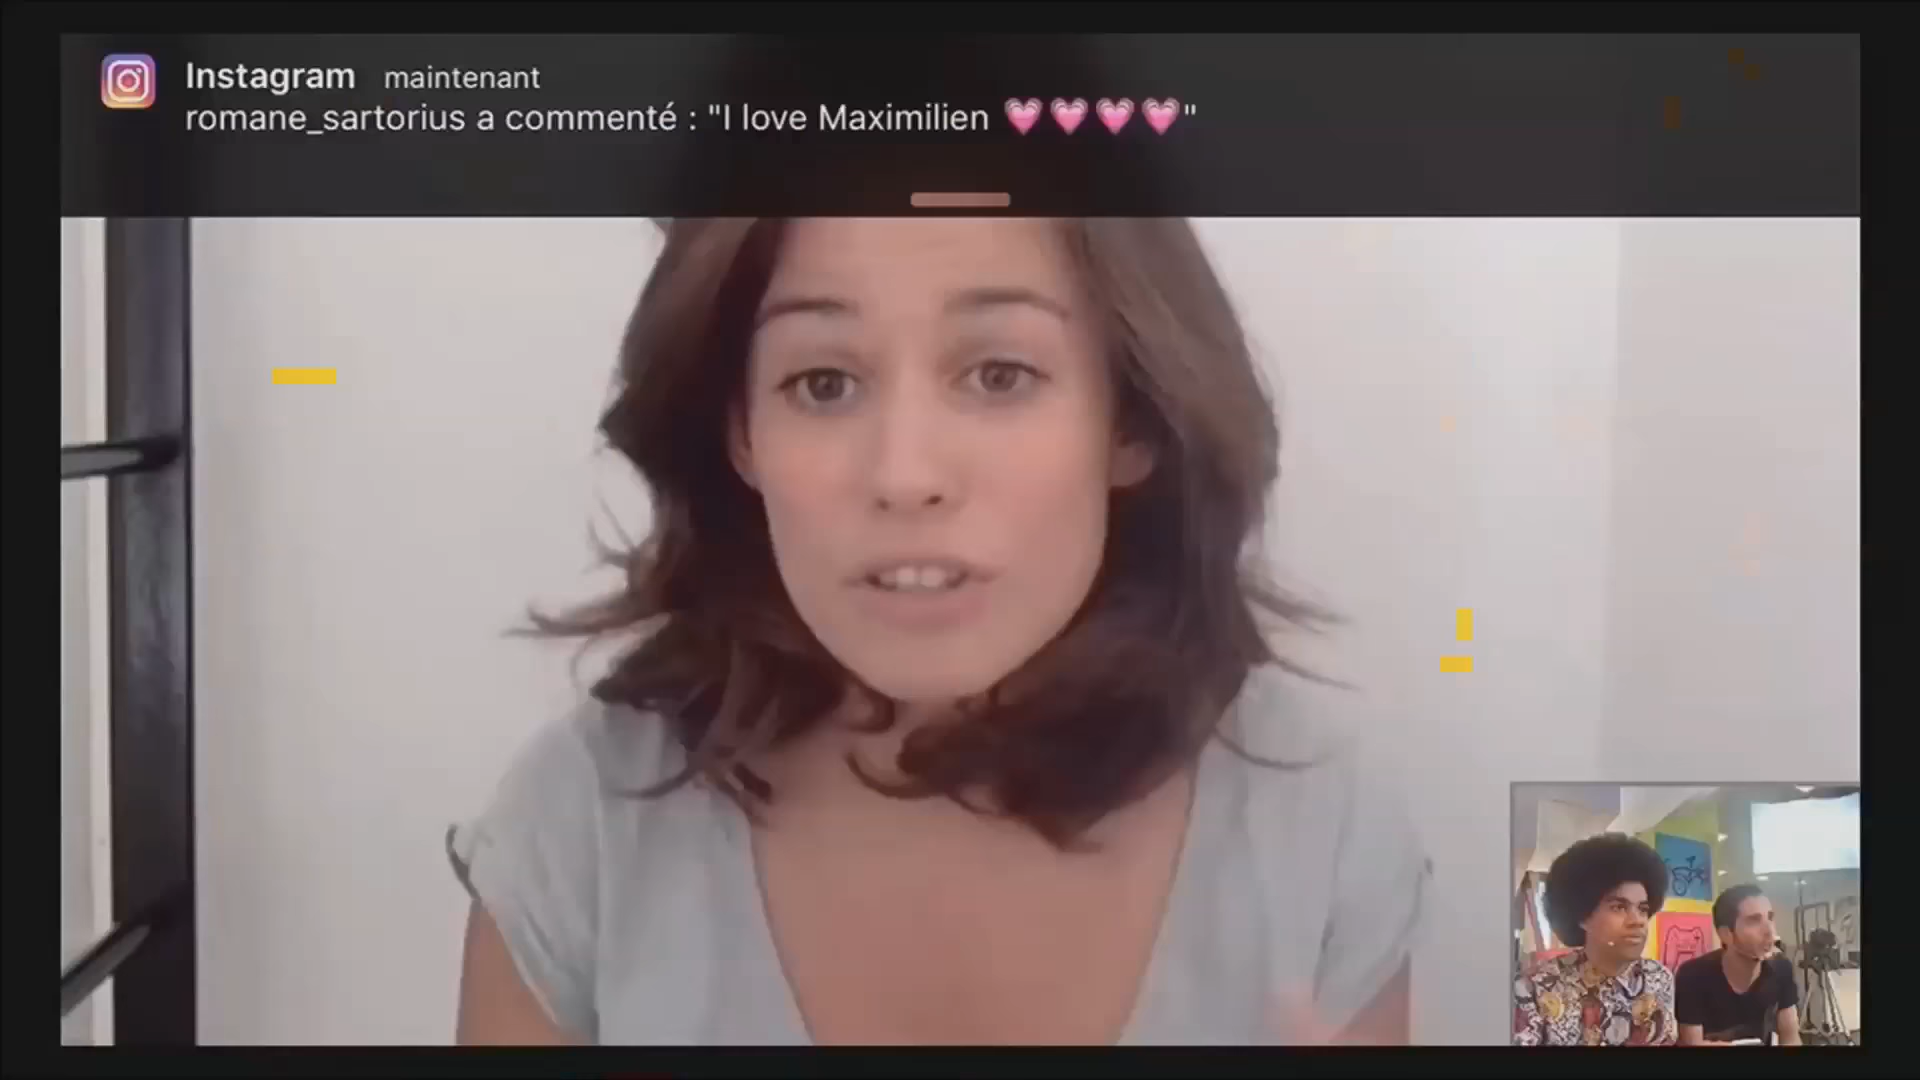 Instagram maintenant
romane_sartorius a commenté : "I love Maximilien 💗💗💗💗"